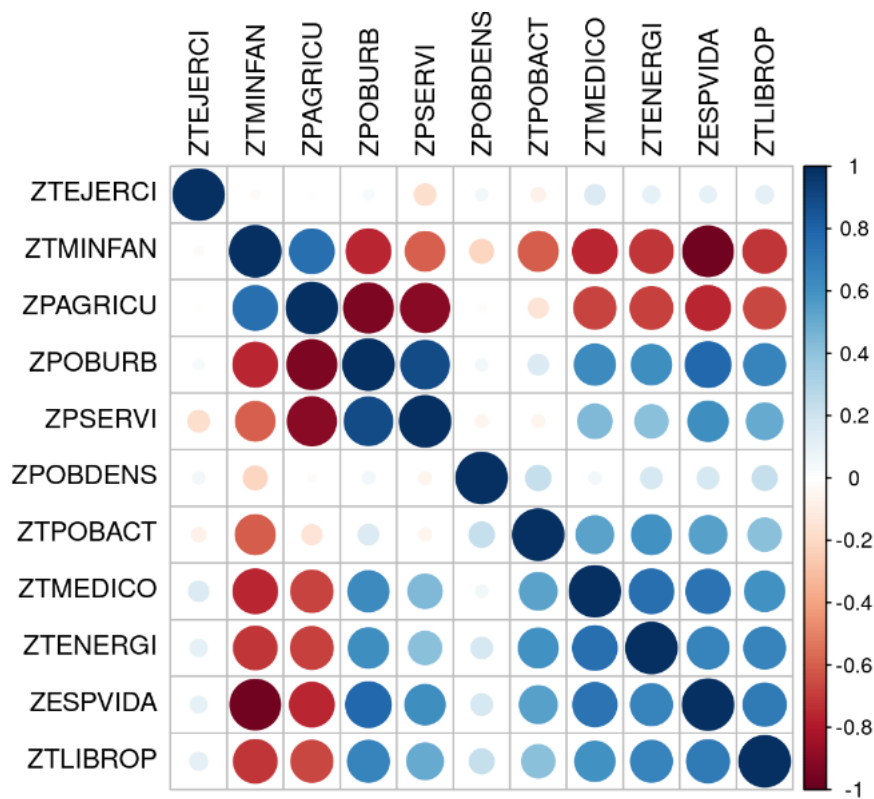 ZTEJERCI
ZTMINFAN
ZPAGRICU
ZPOBURB
ZPSERVI
ZPOBDENS
ZTPOBACT
ZTMEDICO
ZTENERGI
ZESPVIDA
ZTLIBROP
ZTEJERCI
ZTMINFAN
ZPAGRICU
ZPOBURB
ZPSERVI
ZPOBDENS
ZTPOBACT
ZTMEDICO
ZTENERGI
ZESPVIDA
ZTLIBROP
1
0.8
0.6
0.4
0.2
0
-0.2
-0.4
-0.6
-0.8
-1